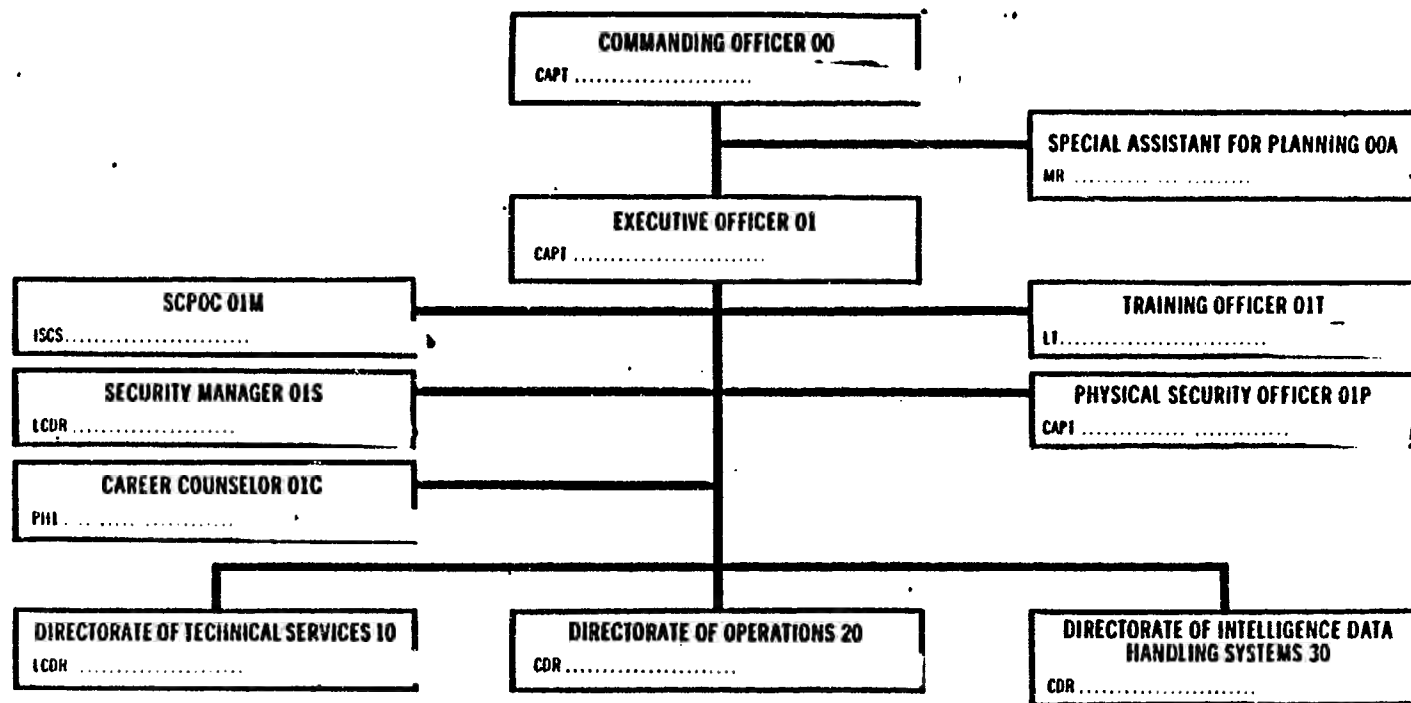 COMMANDING OFFICER 00
CAPT ........................
SPECIAL ASSISTANT FOR PLANNING 00A
MR .......... ... .........
EXECUTIVE OFFICER 01
CAPT ..........................
SCPOC 01M
ISCS.........................
TRAINING OFFICER 01T
LT............................
SECURITY MANAGER 01S
LCDR ......................
PHYSICAL SECURITY OFFICER 01P
CAPT .............. .............
CAREER COUNSELOR 01C
PH1 .. .. ..... ............
DIRECTORATE OF TECHNICAL SERVICES 10
LCDR ...................
DIRECTORATE OF OPERATIONS 20
CDR .......................
DIRECTORATE OF INTELLIGENCE DATA
HANDLING SYSTEMS 30
CDR ........................